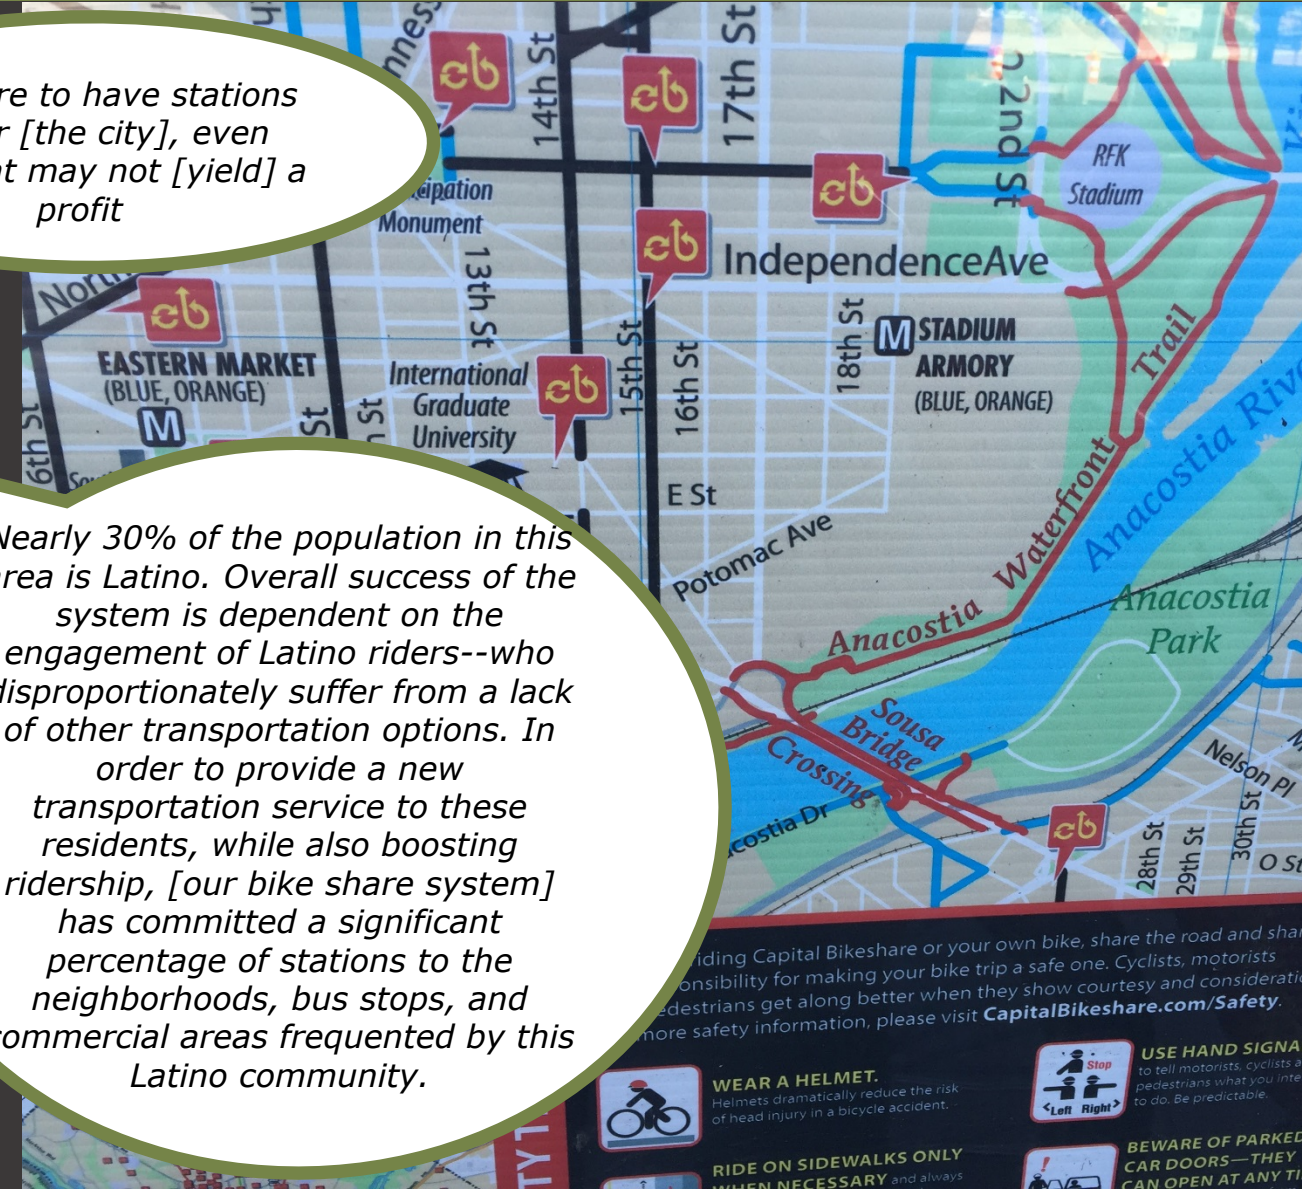 re to have stations
r [the city], even
at may not [yield] a
profit
Nearly 30% of the population in this
area is Latino. Overall success of the
system is dependent on the
engagement of Latino riders--who
disproportionately suffer from a lack
of other transportation options. In
order to provide a new
transportation service to these
residents, while also boosting
ridership, [our bike share system]
has committed a significant
percentage of stations to the
neighborhoods, bus stops, and
commercial areas frequented by this
Latino community.
14th St
17th St
22nd St
RFK
Stadium
cipation
Monument
13th St
IndependenceAve
North
EASTERN MARKET
(BLUE, ORANGE)
M
6th St
St
St
International
Graduate
University
15th St
16th St
18th St
M STADIUM
ARMORY
(BLUE, ORANGE)
E St
Potomac Ave
Anacostia Waterfront Trail
Anacostia River
Anacostia
Park
Sousa
Bridge
Crossing
acostia Dr
Nelson Pl
28th St
29th St
30th St
O St
riding Capital Bikeshare or your own bike, share the road and shar
onsibility for making your bike trip a safe one. Cyclists, motorists
edestrians get along better when they show courtesy and consideratio
more safety information, please visit CapitalBikeshare.com/Safety.
WEAR A HELMET.
Helmets dramatically reduce the risk
of head injury in a bicycle accident.
Stop
Left Right
USE HAND SIGNA
to tell motorists, cyclists a
pedestrians what you inte
to do. Be predictable.
RIDE ON SIDEWALKS ONLY
WHEN NECESSARY and always
BEWARE OF PARKED
CAR DOORS—THEY
CAN OPEN AT ANY TI